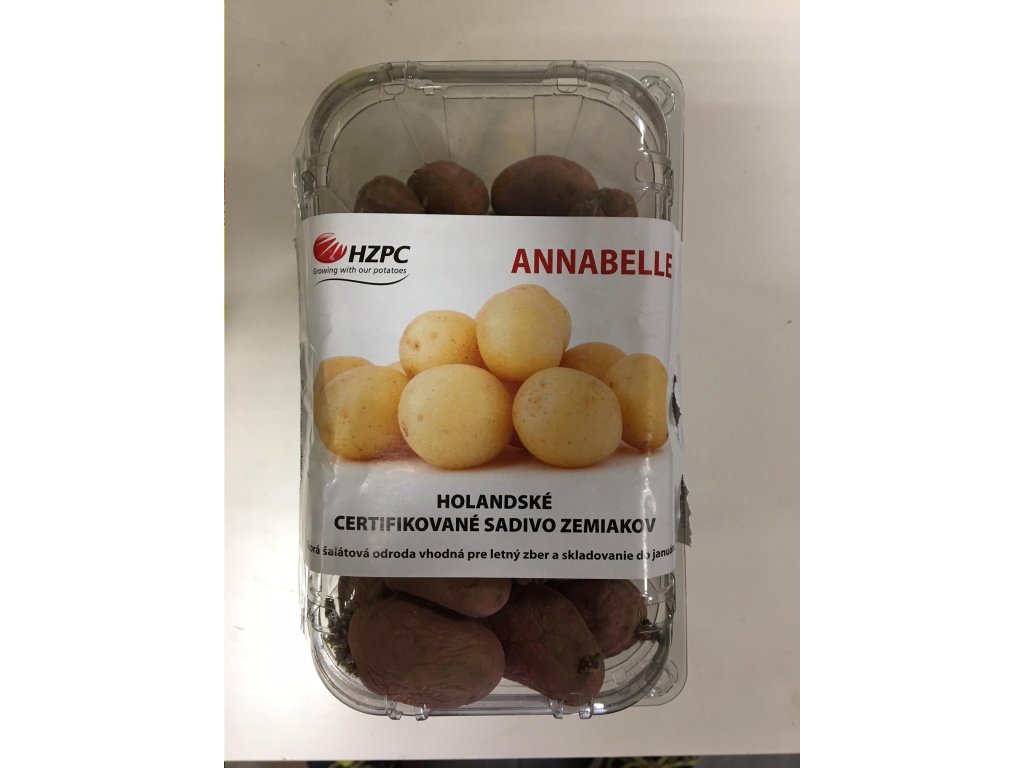 HZPC
Growing with our potatoes
ANNABELLE
HOLANDSKÉ
CERTIFIKOVANÉ SADIVO ZEMIAKOV
šalátová odroda vhodná pre letný zber a skladovanie do